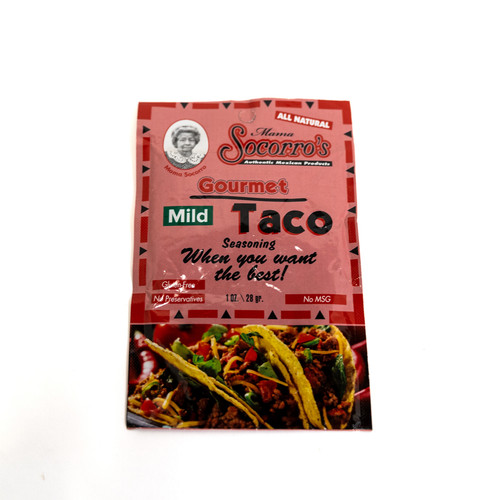 ALL NATURAL
Mama
Socorro's
Authentic Mexican Products
Mama Socorro
Gourmet
Mild Taco
Seasoning
When you want
the best!
Gluten Free
No Preservatives
1 OZ. \ 28 gr.
No MSG